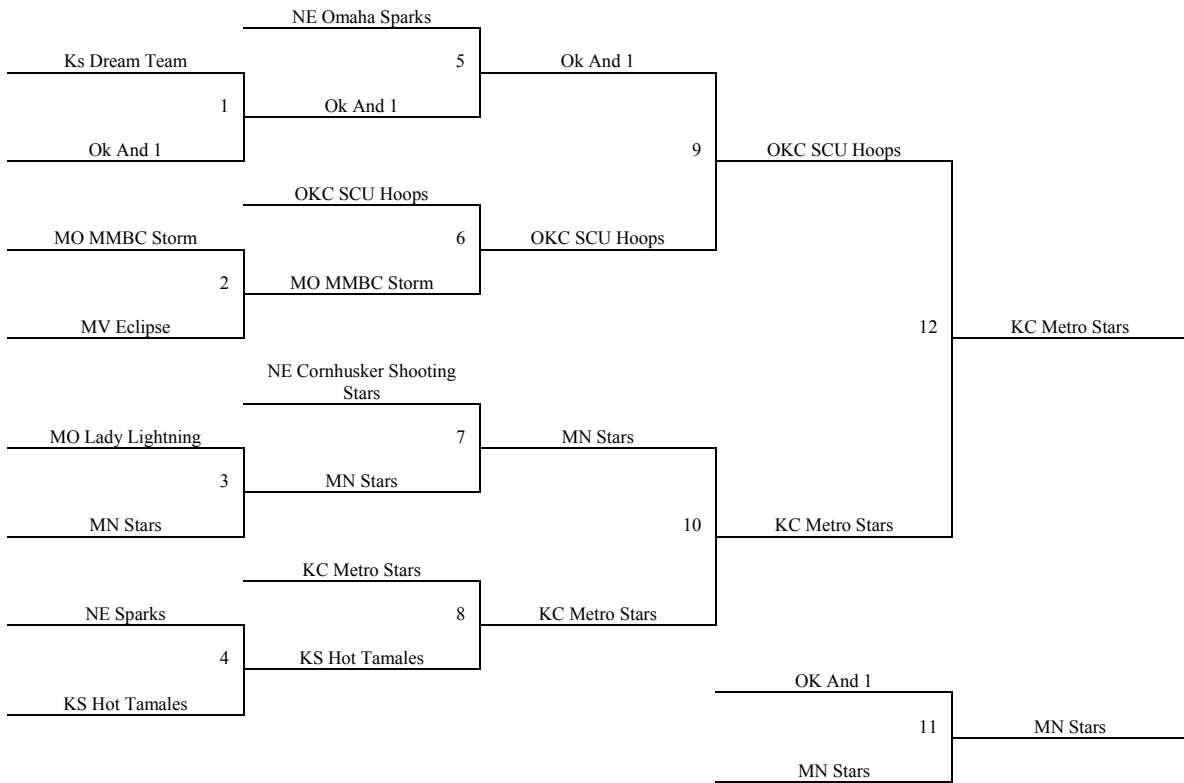 NE Omaha Sparks
Ks Dream Team
5
Ok And 1
1
Ok And 1
Ok And 1
9
OKC SCU Hoops
OKC SCU Hoops
MO MMBC Storm
6
OKC SCU Hoops
2
MO MMBC Storm
MV Eclipse
12
KC Metro Stars
NE Cornhusker Shooting
Stars
MO Lady Lightning
7
MN Stars
3
MN Stars
MN Stars
10
KC Metro Stars
KC Metro Stars
NE Sparks
8
KC Metro Stars
4
KS Hot Tamales
OK And 1
KS Hot Tamales
11
MN Stars
MN Stars